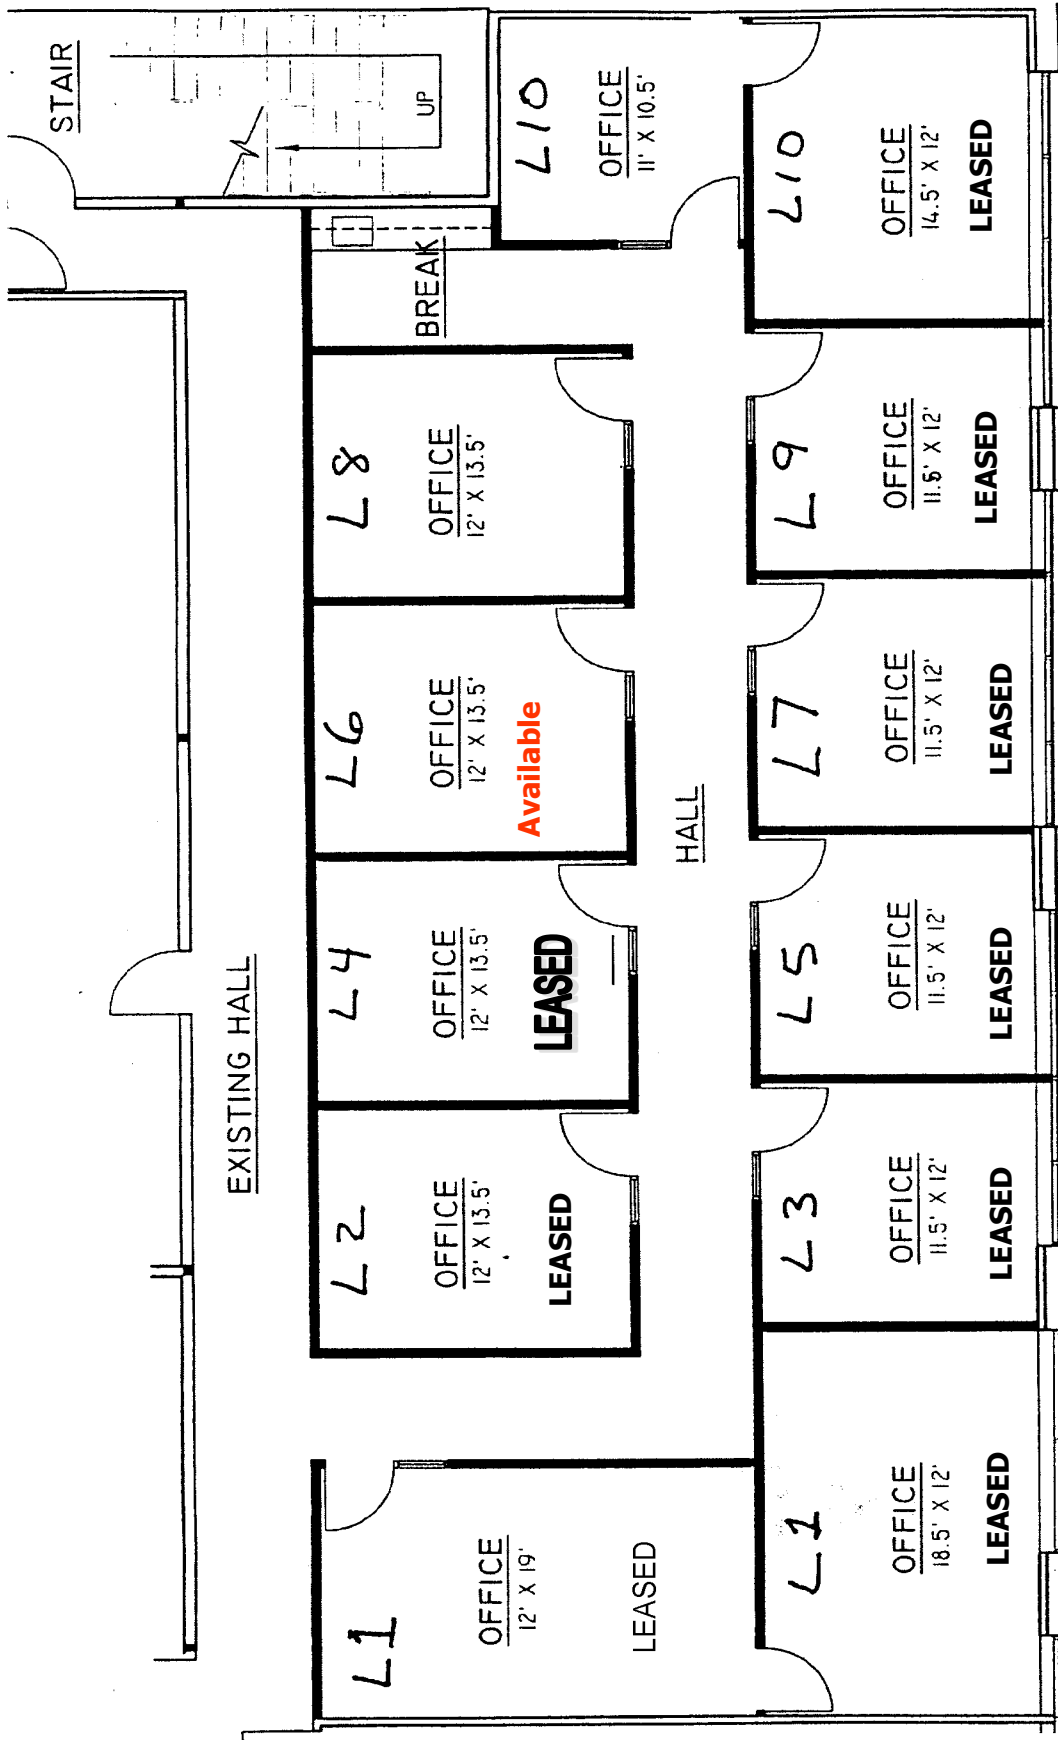 STAIR
UP
EXISTING HALL
BREAK
HALL
L10
OFFICE
11' X 10.5'
L10
OFFICE
14.5' X 12'
LEASED
L8
OFFICE
12' X 13.5'
L9
OFFICE
11.5' X 12'
LEASED
L6
OFFICE
12' X 13.5'
Available
L7
OFFICE
11.5' X 12'
LEASED
L4
OFFICE
12' X 13.5'
LEASED
L5
OFFICE
11.5' X 12'
LEASED
L2
OFFICE
12' X 13.5'
LEASED
L3
OFFICE
11.5' X 12'
LEASED
L1
OFFICE
12' X 19'
LEASED
L1
OFFICE
18.5' X 12'
LEASED